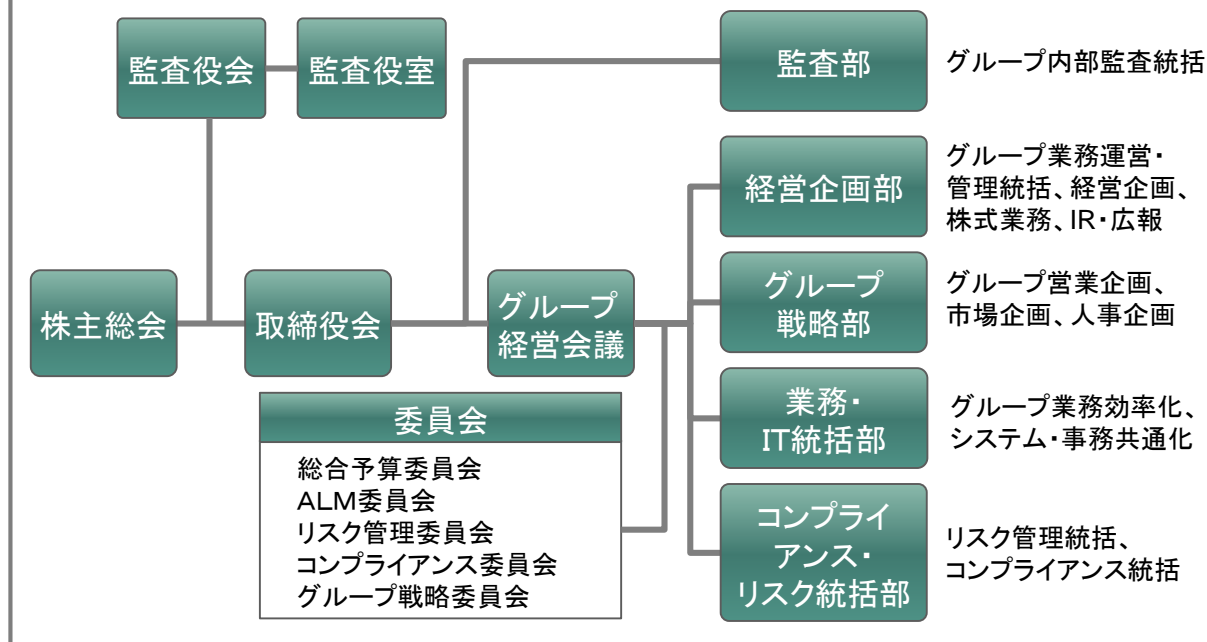 監査役会
監査役室
監査部
グループ内部監査統括
経営企画部
グループ業務運営・
管理統括、経営企画、
株式業務、IR・広報
株主総会
取締役会
グループ
経営会議
グループ
戦略部
グループ営業企画、
市場企画、人事企画
委員会
総合予算委員会
ALM委員会
リスク管理委員会
コンプライアンス委員会
グループ戦略委員会
業務・
IT統括部
グループ業務効率化、
システム・事務共通化
コンプライ
アンス・
リスク統括部
リスク管理統括、
コンプライアンス統括